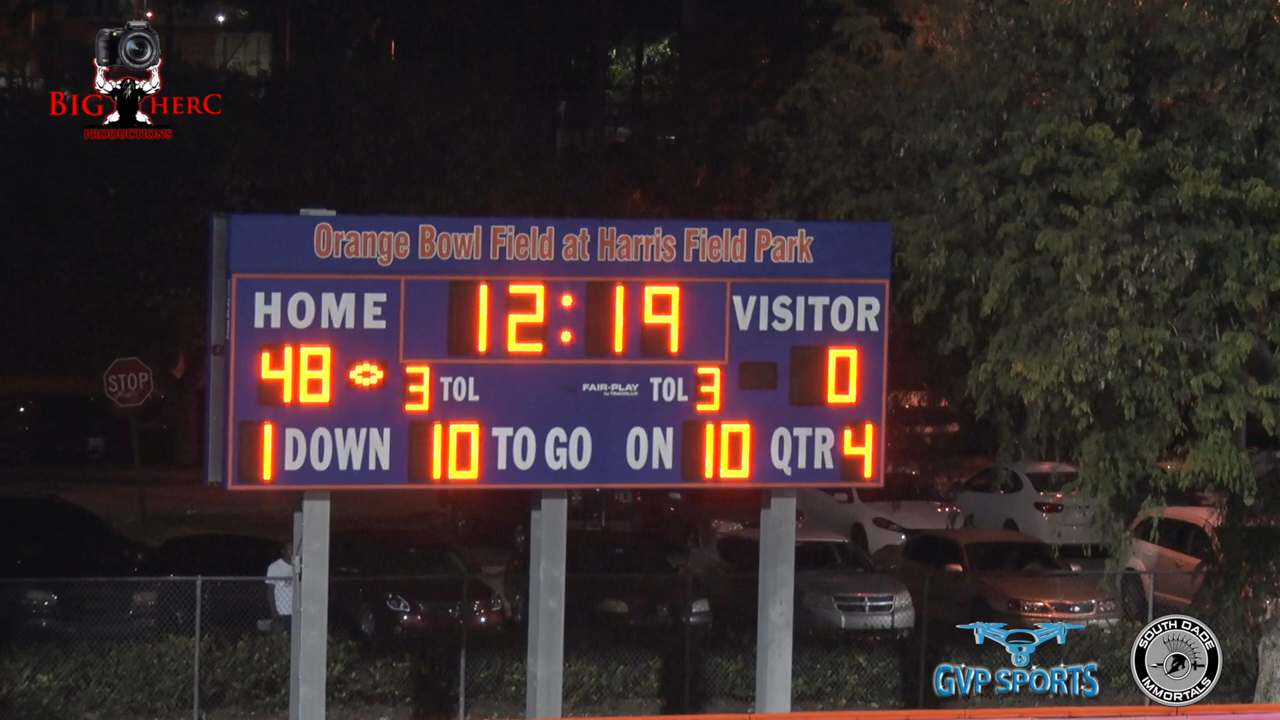 BIG HERC
PRODUCTIONS
Orange Bowl Field at Harris Field Park
HOME 12:19 VISITOR
48 3 TOL FAIR-PLAY TOL 3 0
1 DOWN 10 TO GO ON 10 QTR 4
STOP
GVP SPORTS
SOUTH DADE
IMMORTALS